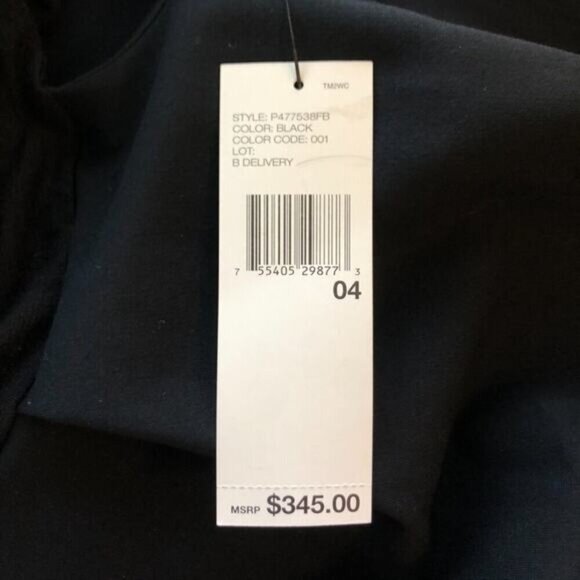 TM2WC
STYLE: P477538FB
COLOR: BLACK
COLOR CODE: 001
LOT:
B DELIVERY
7 55405 29877 3
04
MSRP $345.00